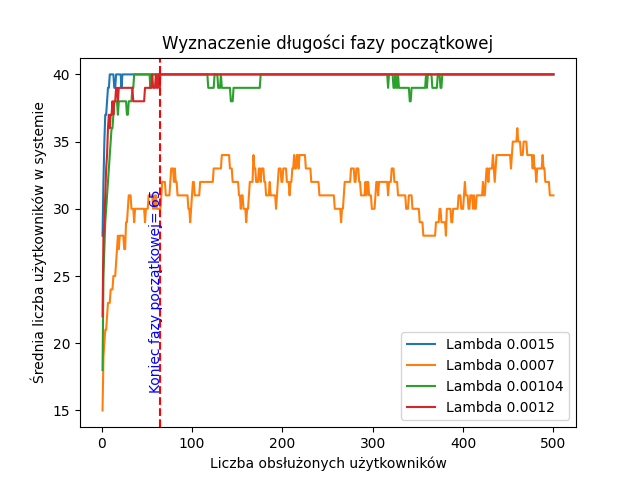 Wyznaczenie długości fazy początkowej
Średnia liczba użytkowników w systemie
40
35
30
25
20
15
Koniec fazy początkowej= 65
Lambda 0.0015
Lambda 0.0007
Lambda 0.00104
Lambda 0.0012
0
100
200
300
400
500
Liczba obsłużonych użytkowników